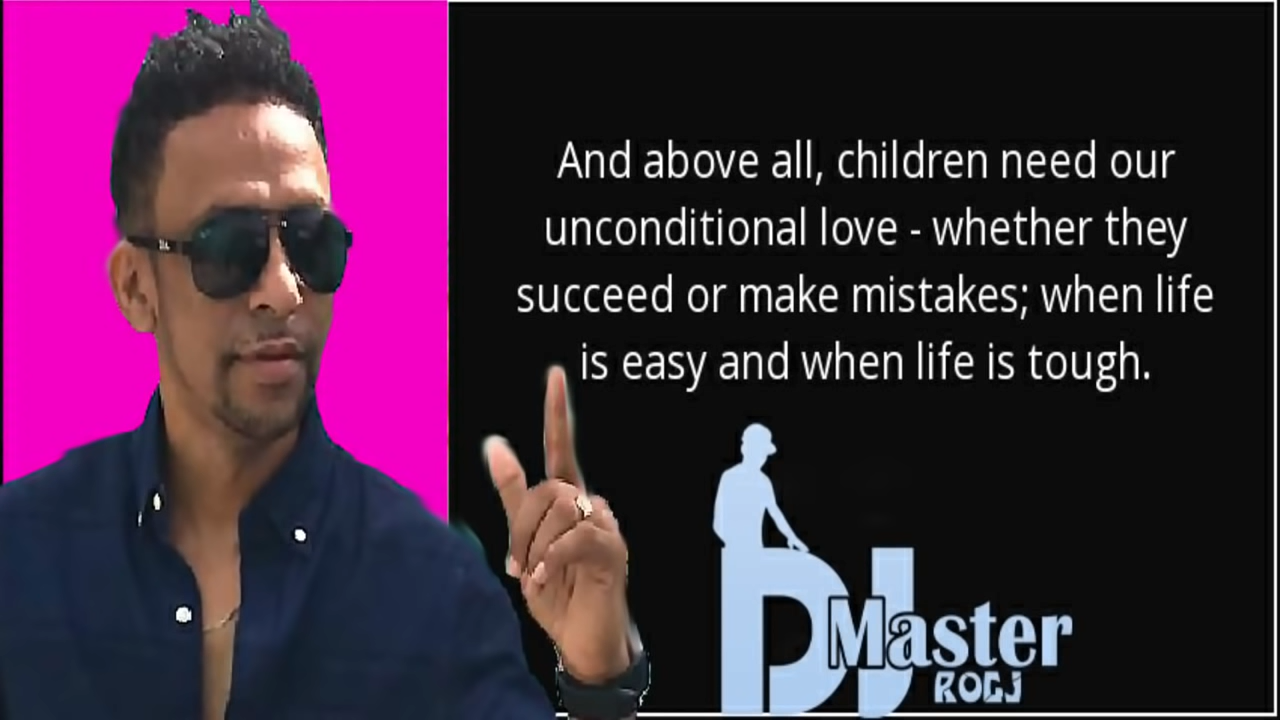 And above all, children need our
unconditional love - whether they
succeed or make mistakes; when life
is easy and when life is tough.
DJ
Master
ROGJ